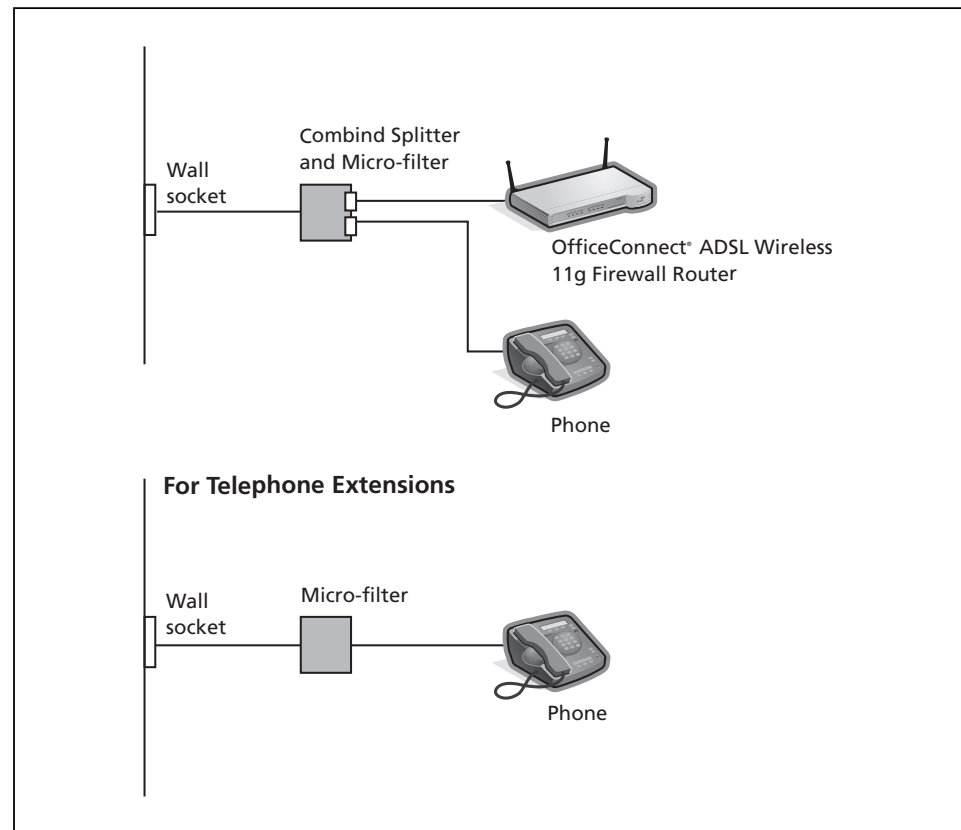 Combind Splitter
and Micro-filter
Wall
socket
OfficeConnect® ADSL Wireless
11g Firewall Router
Phone
For Telephone Extensions
Micro-filter
Wall
socket
Phone